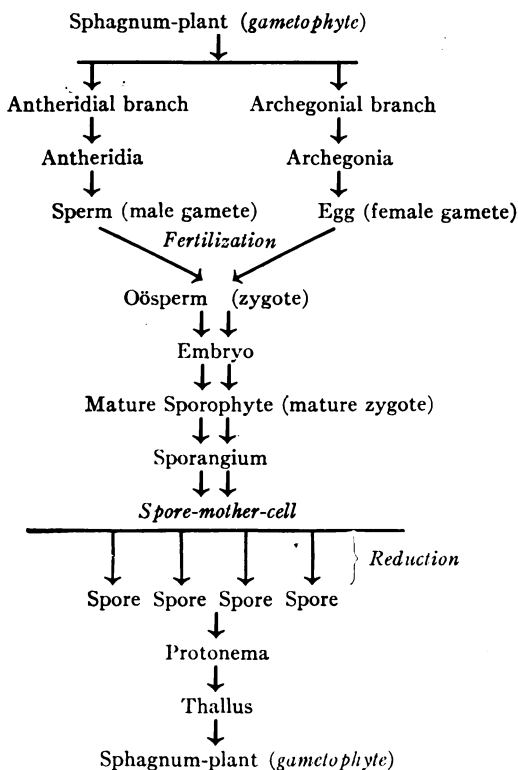 Sphagnum-plant (gametophyte)
Antheridial branch Archegonial branch
Antheridia Archegonia
Sperm (male gamete) Egg (female gamete)
Fertilization
Oösperm (zygote)
Embryo
Mature Sporophyte (mature zygote)
Sporangium
Spore-mother-cell
Reduction
Spore Spore Spore Spore
Protonema
Thallus
Sphagnum-plant (gametophyte)